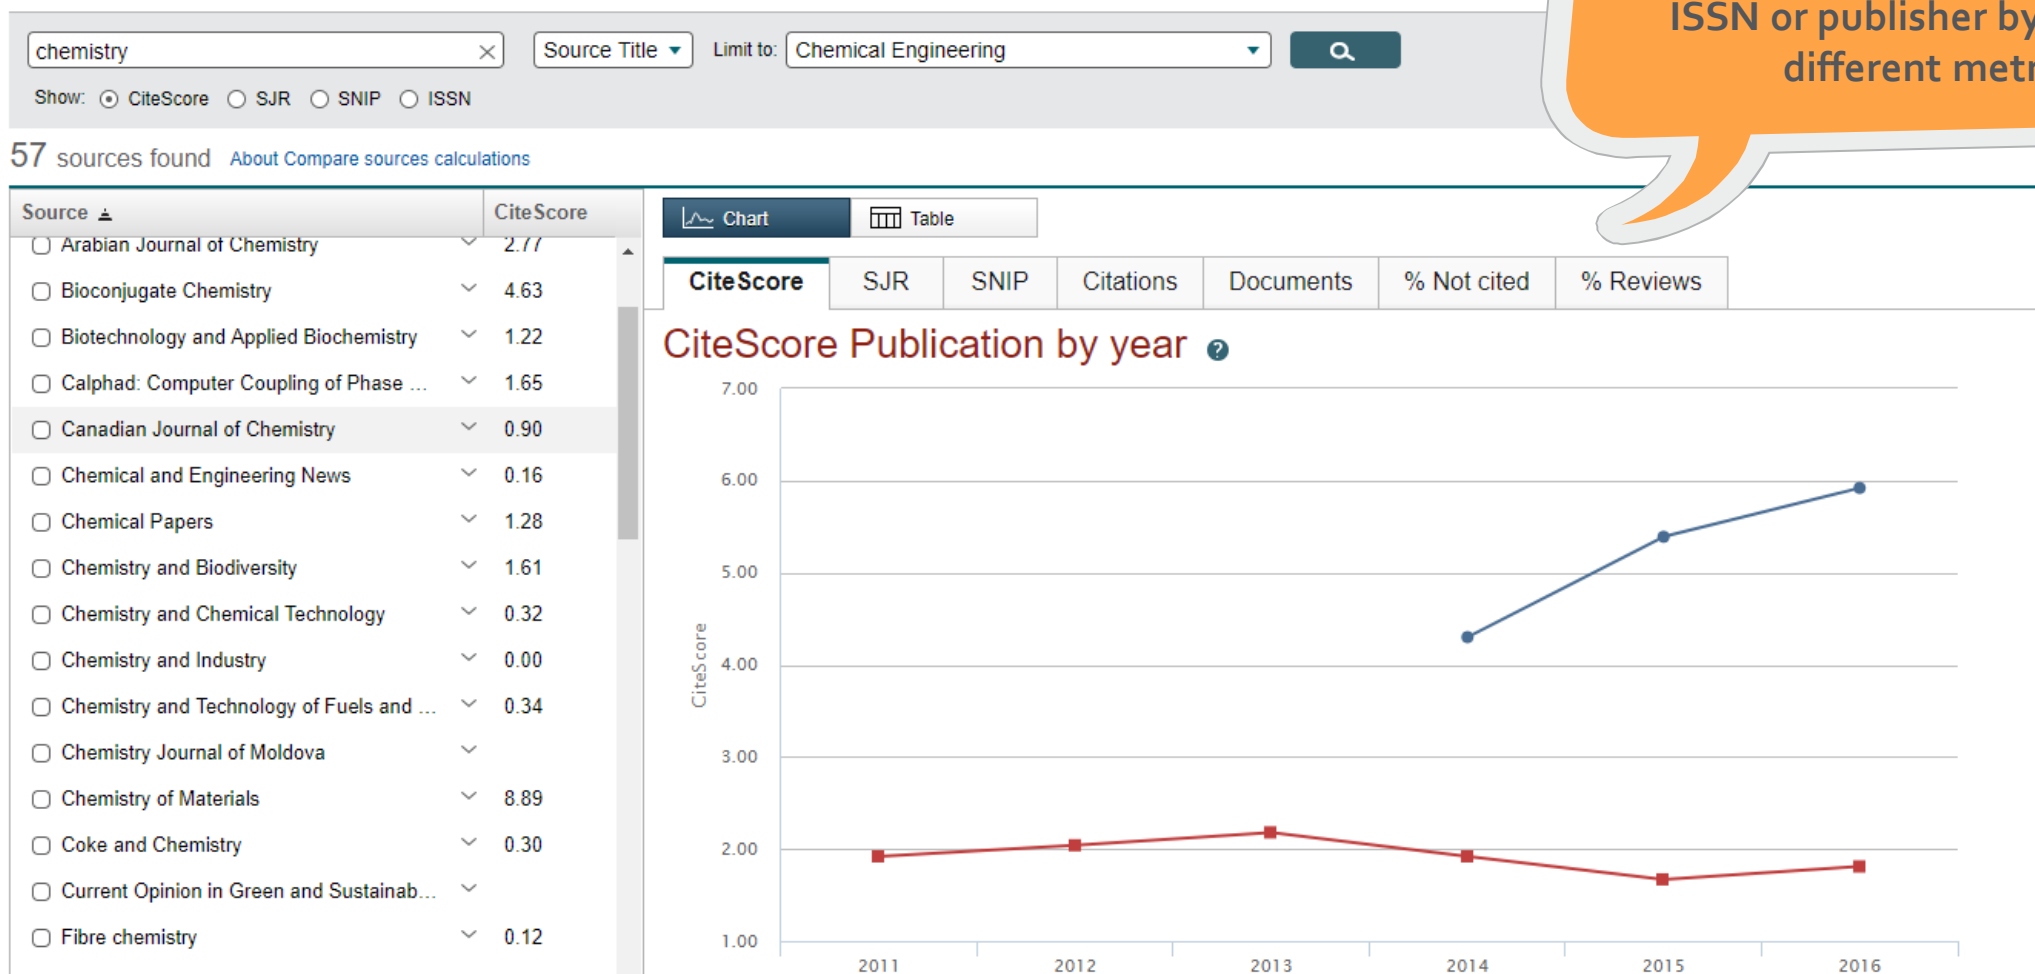 ISSN or publisher by
different
chemistry
Source Title
Limit to: Chemical Engineering
Show: CiteScore SJR SNIP ISSN
57 sources found About Compare sources calculations
Source CiteScore
Arabian Journal of Chemistry 2.77
Bioconjugate Chemistry 4.63
Biotechnology and Applied Biochemistry 1.22
Calphad: Computer Coupling of Phase ... 1.65
Canadian Journal of Chemistry 0.90
Chemical and Engineering News 0.16
Chemical Papers 1.28
Chemistry and Biodiversity 1.61
Chemistry and Chemical Technology 0.32
Chemistry and Industry 0.00
Chemistry and Technology of Fuels and ... 0.34
Chemistry Journal of Moldova
Chemistry of Materials 8.89
Coke and Chemistry 0.30
Current Opinion in Green and Sustainab...
Fibre chemistry 0.12
Chart Table
CiteScore SJR SNIP Citations Documents % Not cited % Reviews
CiteScore Publication by year ?
CiteScore
7.00
6.00
5.00
4.00
3.00
2.00
1.00
2011 2012 2013 2014 2015 2016